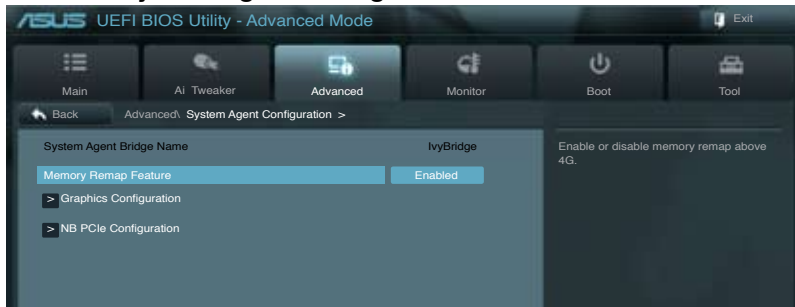 ASUS UEFI BIOS Utility - Advanced Mode
Exit
Main
Ai Tweaker
Advanced
Monitor
Boot
Tool
Back
Advanced\ System Agent Configuration >
System Agent Bridge Name IvyBridge
Memory Remap Feature Enabled
> Graphics Configuration
> NB PCIe Configuration
Enable or disable memory remap above
4G.